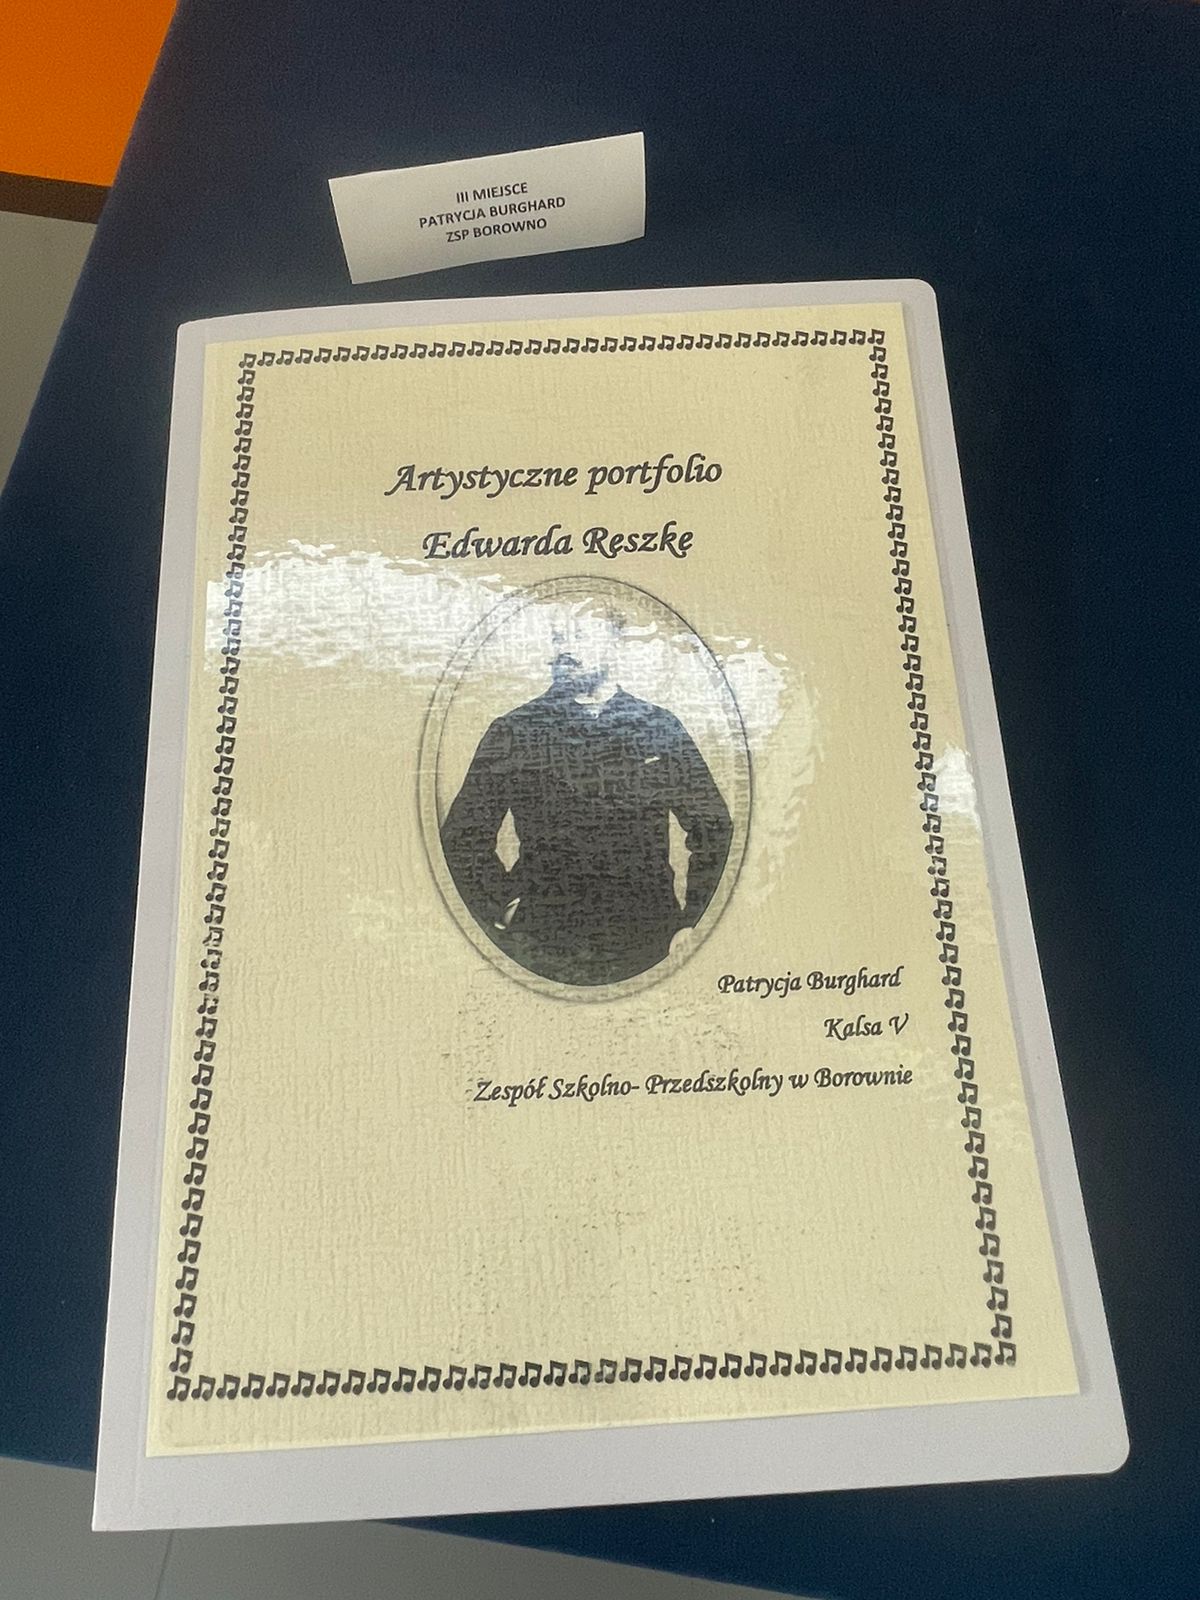 III MIEJSCE
PATRYCJA BURGHARD
ZSP BOROWNO
Artystyczne portfolio
Edwarda Reszke
Patrycja Burghard
Kalsa V
Zespół Szkolno- Przedszkolny w Borownie